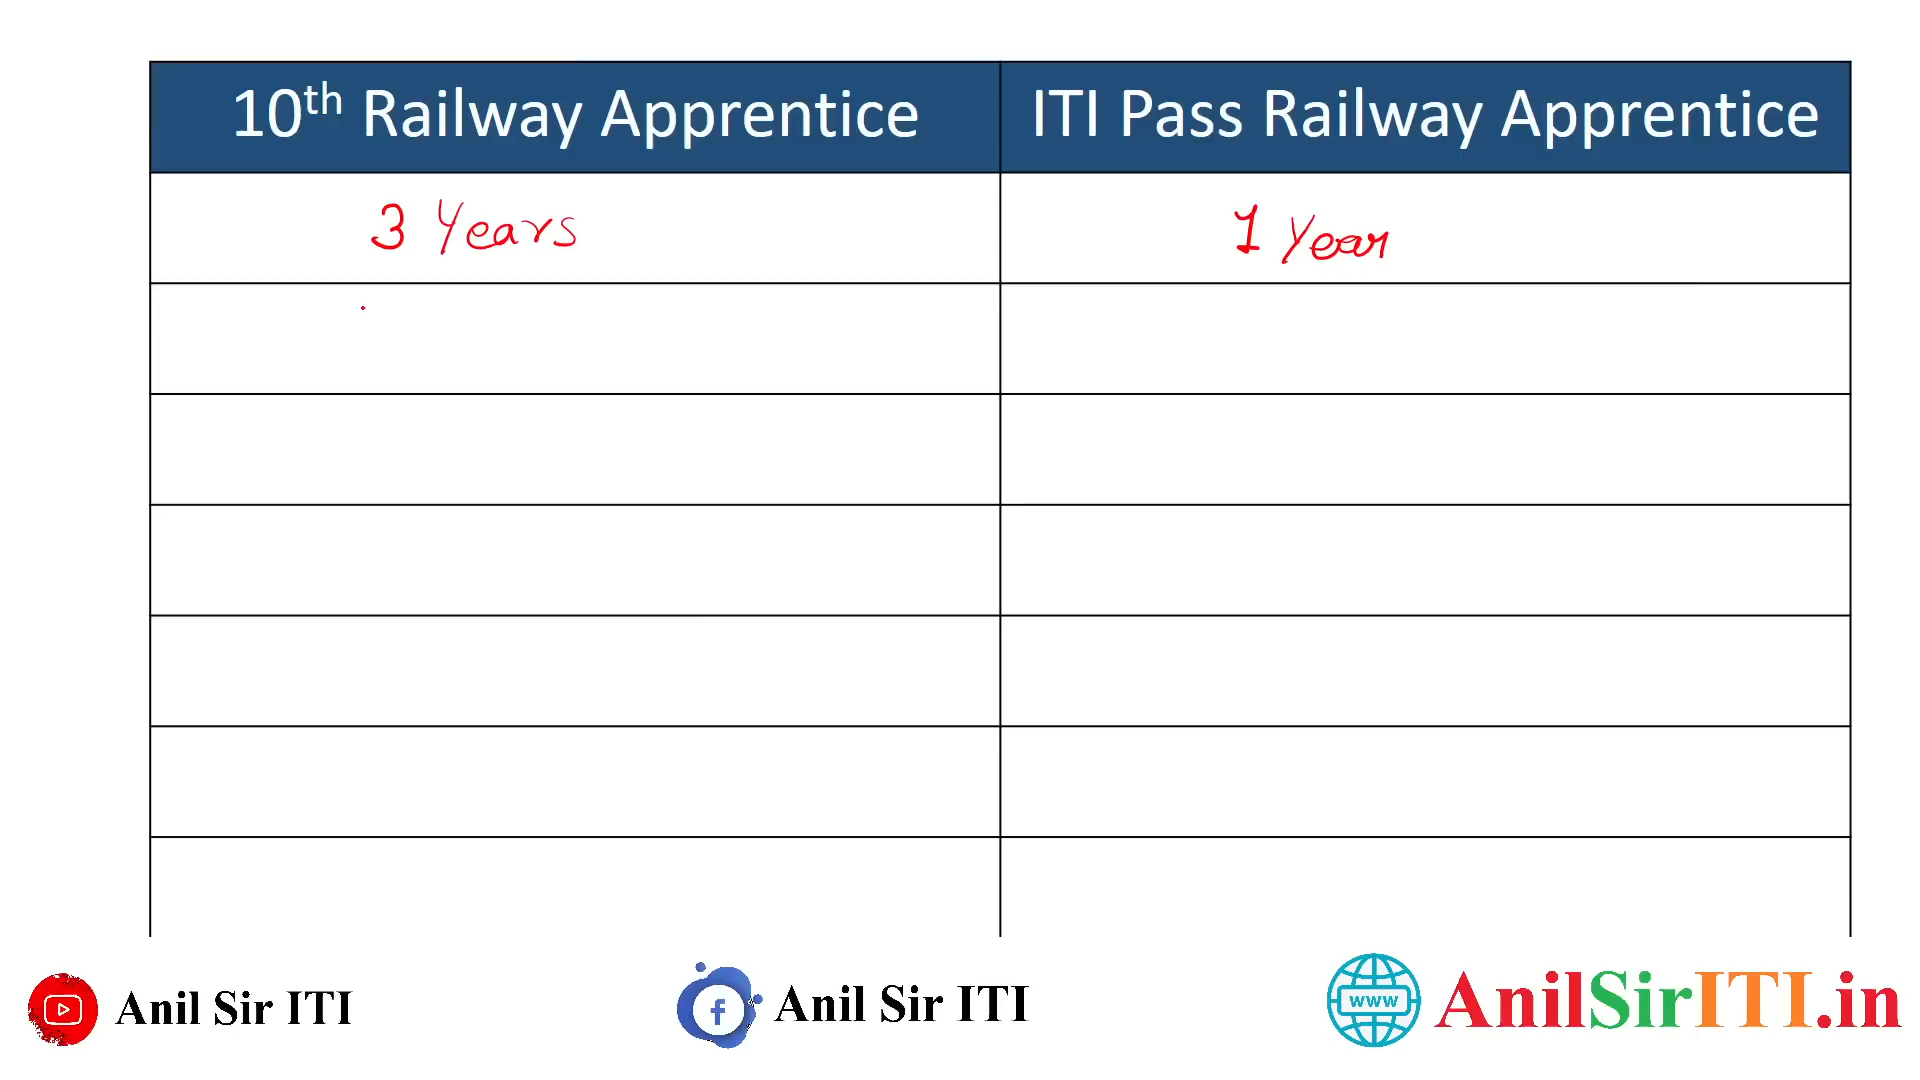 10th Railway Apprentice
ITI Pass Railway Apprentice
3 Years
1 Year
Anil Sir ITI
f
Anil Sir ITI
www
AnilSirITI.in